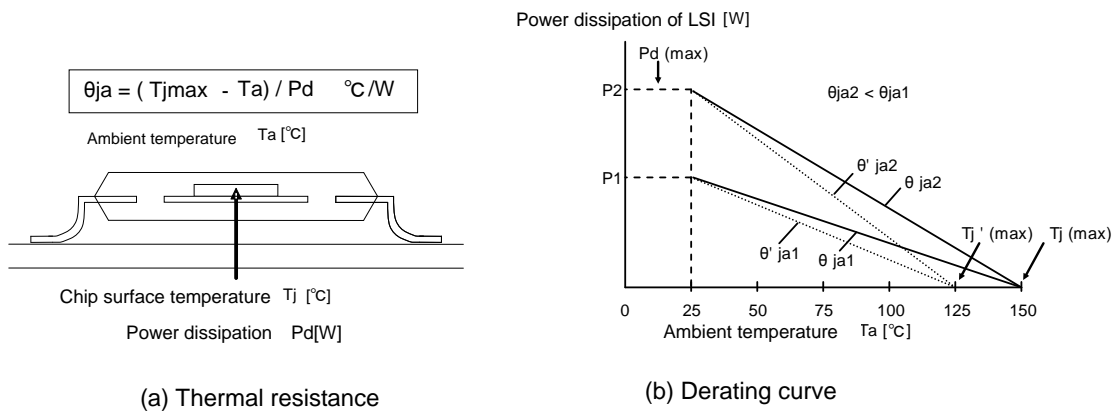 θja = ( Tjmax - Ta) / Pd °C/W
Ambient temperature Ta [°C]
Chip surface temperature Tj [°C]
Power dissipation Pd[W]
(a) Thermal resistance
Power dissipation of LSI [W]
Pd (max)
θja2 < θja1
P2
P1
θ' ja2
θ ja2
θ' ja1
θ ja1
Tj ' (max)
Tj (max)
0 25 50 75 100 125 150
Ambient temperature Ta [°C]
(b) Derating curve